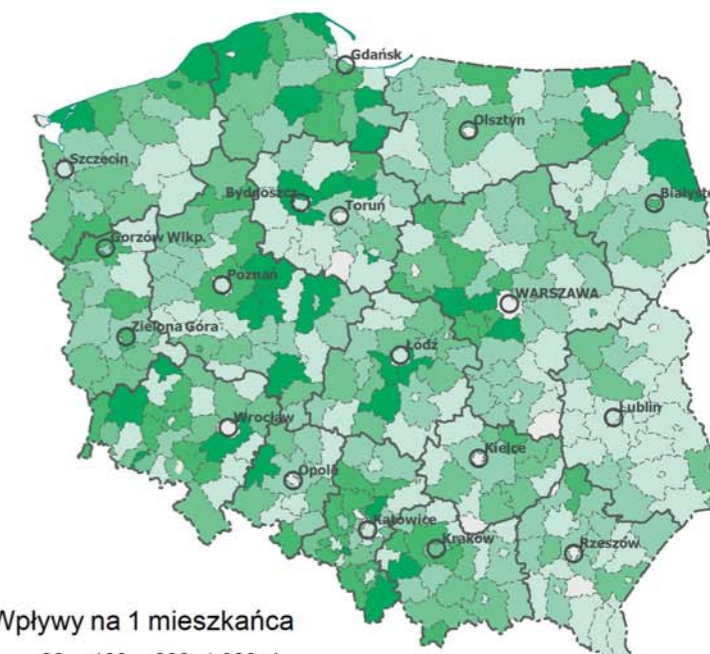 Gdańsk
Olsztyn
Szczecin
Białysto
Bydgoszcz
Toruń
Gorzów Wlkp.
Poznań
WARSZAWA
Zielona Góra
Łódź
Wrocław
Lublin
Kielce
Opole
Katowice
Kraków
Rzeszów
Wpływy na 1 mieszkańca